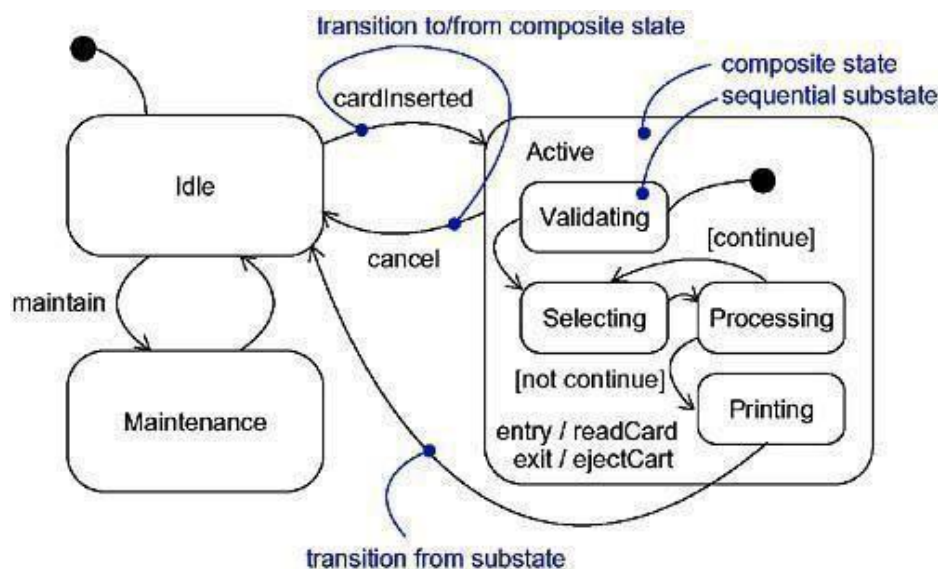 transition to/from composite state
composite state
cardInserted
sequential substate
Active
Idle
Validating
[continue]
cancel
maintain
Selecting
Processing
[not continue]
Maintenance
Printing
entry / readCard
exit / ejectCart
transition from substate